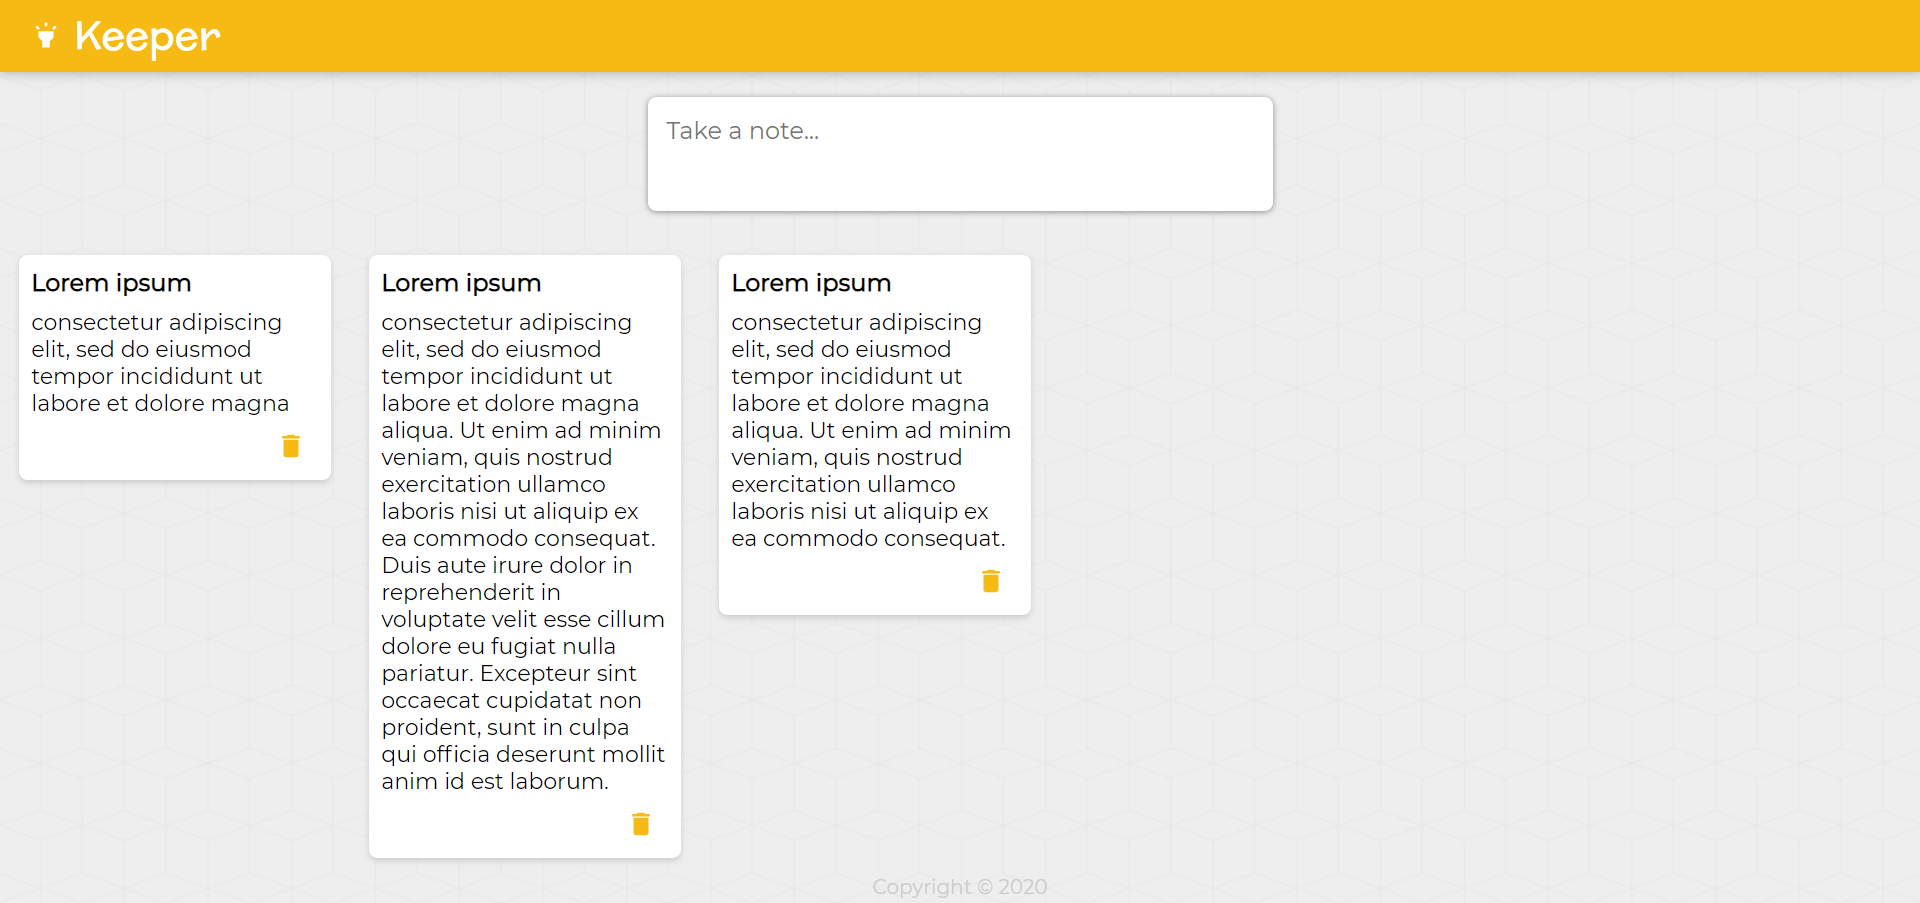 Keeper
Take a note...
Lorem ipsum
consectetur adipiscing
elit, sed do eiusmod
tempor incididunt ut
labore et dolore magna
Lorem ipsum
consectetur adipiscing
elit, sed do eiusmod
tempor incididunt ut
labore et dolore magna
aliqua. Ut enim ad minim
veniam, quis nostrud
exercitation ullamco
laboris nisi ut aliquip ex
ea commodo consequat.
Duis aute irure dolor in
reprehenderit in
voluptate velit esse cillum
dolore eu fugiat nulla
pariatur. Excepteur sint
occaecat cupidatat non
proident, sunt in culpa
qui officia deserunt mollit
anim id est laborum.
Lorem ipsum
consectetur adipiscing
elit, sed do eiusmod
tempor incididunt ut
labore et dolore magna
aliqua. Ut enim ad minim
veniam, quis nostrud
exercitation ullamco
laboris nisi ut aliquip ex
ea commodo consequat.
Copyright © 2020